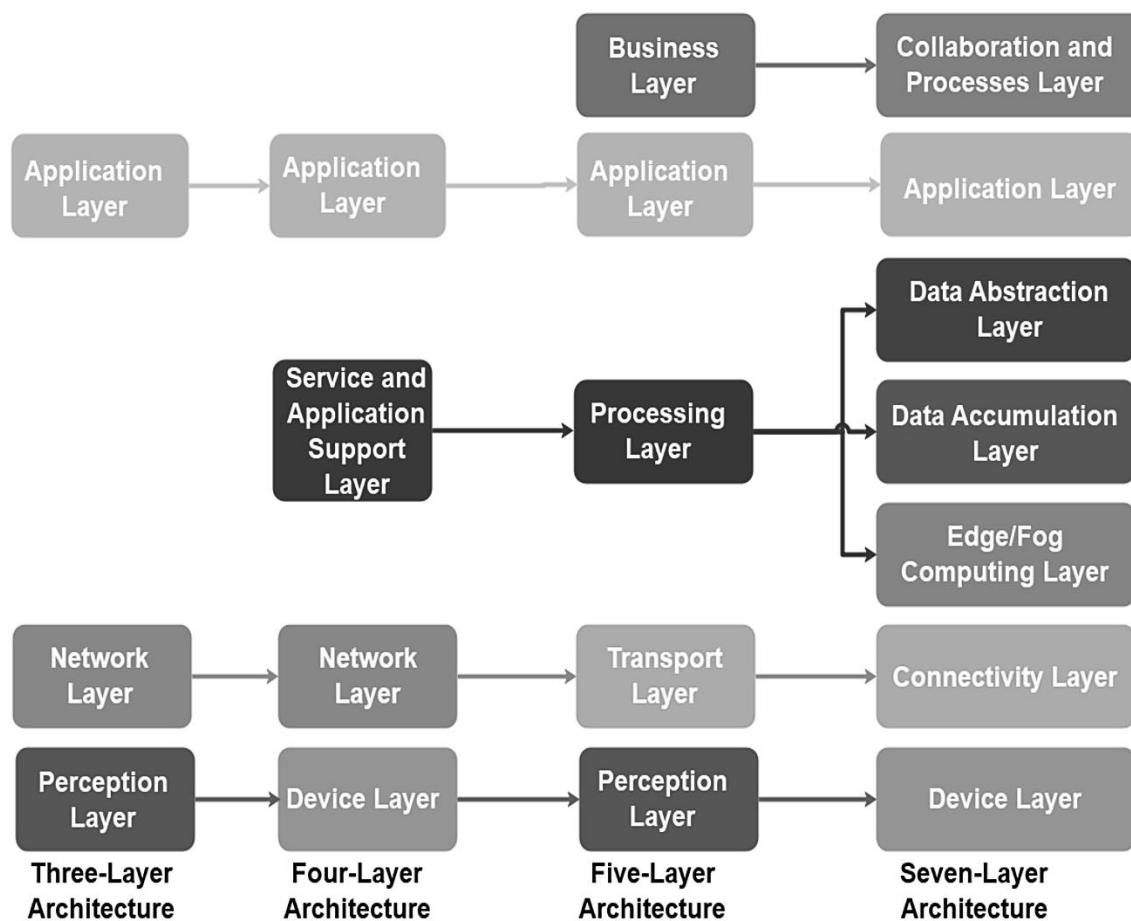 Business
Layer
Collaboration and
Processes Layer
Application
Layer
Application
Layer
Application
Layer
Application Layer
Service and
Application
Support
Layer
Processing
Layer
Data Abstraction
Layer
Data Accumulation
Layer
Edge/Fog
Computing Layer
Network
Layer
Network
Layer
Transport
Layer
Connectivity Layer
Perception
Layer
Device Layer
Perception
Layer
Device Layer
Three-Layer
Architecture
Four-Layer
Architecture
Five-Layer
Architecture
Seven-Layer
Architecture